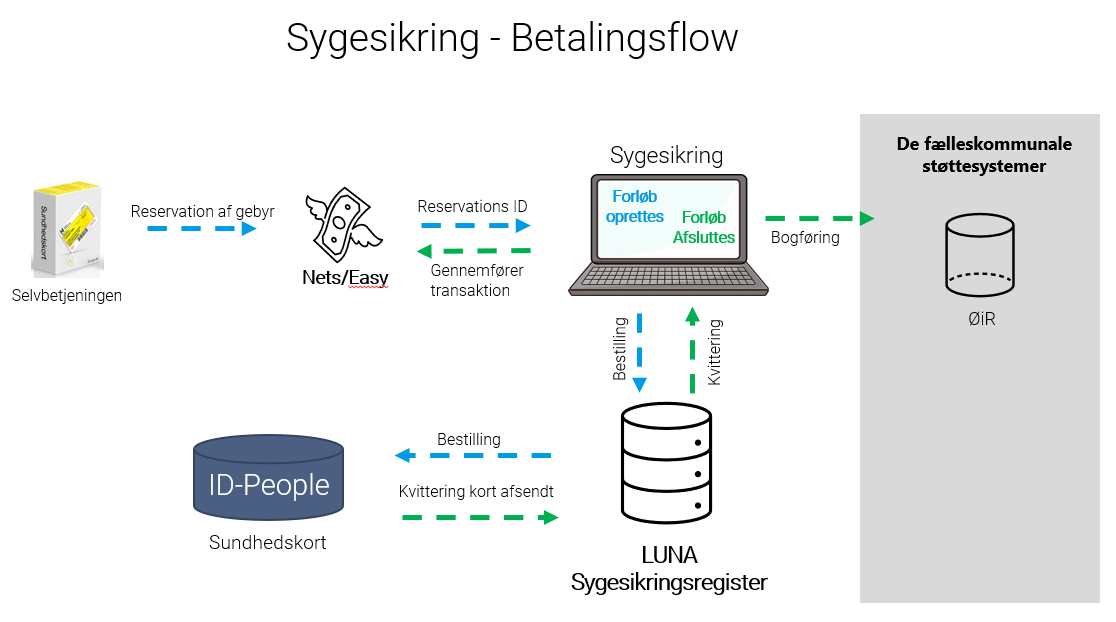 Sygesikring - Betalingsflow
De fælleskommunale
støttesystemer
Sygesikring
Forløb
oprettes
Forløb
Afsluttes
Sundhedskort
Reservation af gebyr
Reservations ID
Gennemfører
transaktion
Bogføring
Nets/Easy
Selvbetjeningen
ØiR
Bestilling
Kvittering
Bestilling
Kvittering kort afsendt
ID-People
Sundhedskort
LUNA
Sygesikringsregister